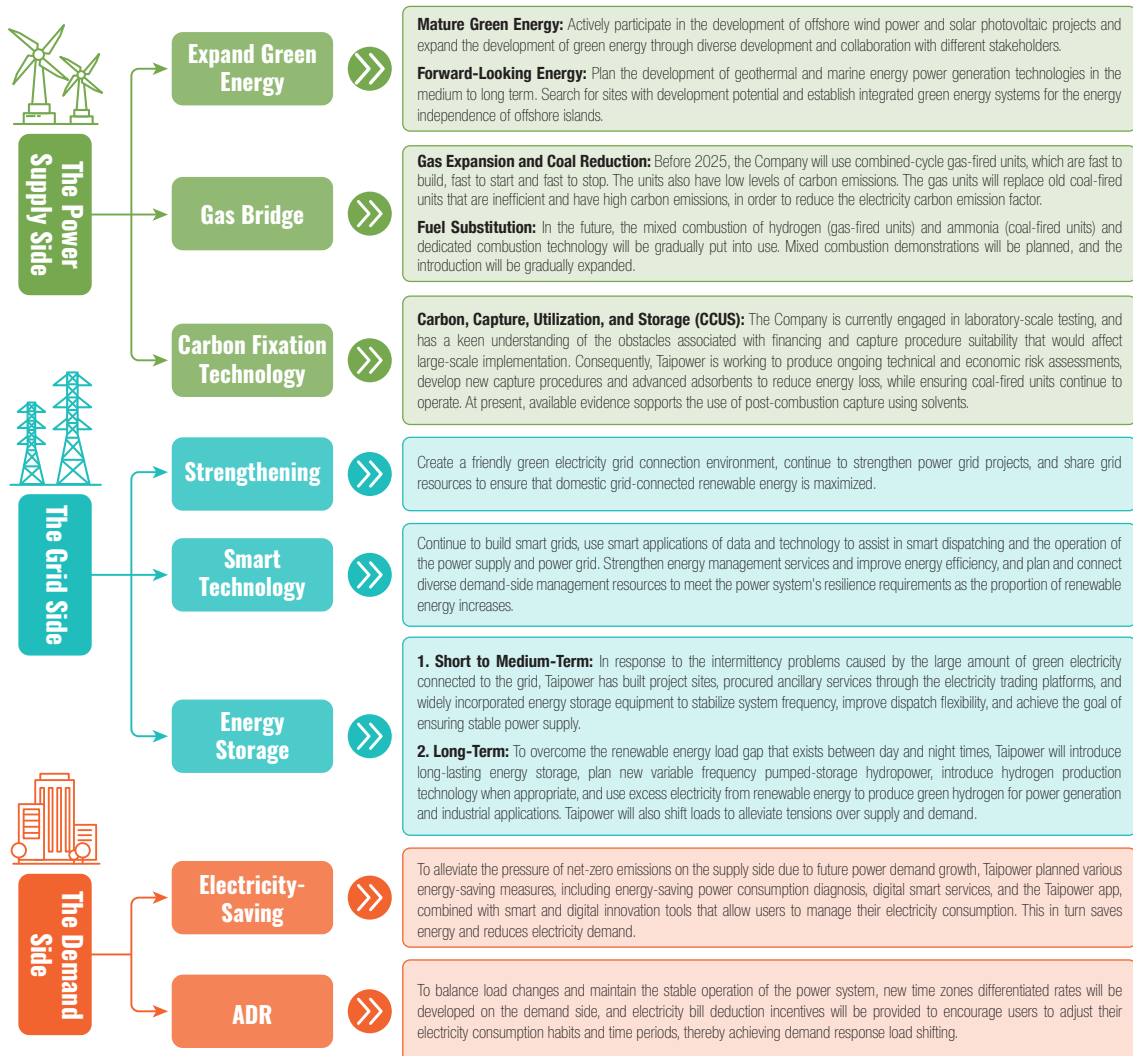 The Power
Supply Side
Expand Green
Energy
Mature Green Energy: Actively participate in the development of offshore wind power and solar photovoltaic projects and
expand the development of green energy through diverse development and collaboration with different stakeholders.
Forward-Looking Energy: Plan the development of geothermal and marine energy power generation technologies in the
medium to long term. Search for sites with development potential and establish integrated green energy systems for the energy
independence of offshore islands.
Gas Bridge
Gas Expansion and Coal Reduction: Before 2025, the Company will use combined-cycle gas-fired units, which are fast to
build, fast to start and fast to stop. The units also have low levels of carbon emissions. The gas units will replace old coal-fired
units that are inefficient and have high carbon emissions, in order to reduce the electricity carbon emission factor.
Fuel Substitution: In the future, the mixed combustion of hydrogen (gas-fired units) and ammonia (coal-fired units) and
dedicated combustion technology will be gradually put into use. Mixed combustion demonstrations will be planned, and the
introduction will be gradually expanded.
Carbon Fixation
Technology
Carbon, Capture, Utilization, and Storage (CCUS): The Company is currently engaged in laboratory-scale testing, and
has a keen understanding of the obstacles associated with financing and capture procedure suitability that would affect
large-scale implementation. Consequently, Taipower is working to produce ongoing technical and economic risk assessments,
develop new capture procedures and advanced adsorbents to reduce energy loss, while ensuring coal-fired units continue to
operate. At present, available evidence supports the use of post-combustion capture using solvents.
The Grid Side
Strengthening
Create a friendly green electricity grid connection environment, continue to strengthen power grid projects, and share grid
resources to ensure that domestic grid-connected renewable energy is maximized.
Smart
Technology
Continue to build smart grids, use smart applications of data and technology to assist in smart dispatching and the operation of
the power supply and power grid. Strengthen energy management services and improve energy efficiency, and plan and connect
diverse demand-side management resources to meet the power system's resilience requirements as the proportion of renewable
energy increases.
Energy
Storage
1. Short to Medium-Term: In response to the intermittency problems caused by the large amount of green electricity
connected to the grid, Taipower has built project sites, procured ancillary services through the electricity trading platforms, and
widely incorporated energy storage equipment to stabilize system frequency, improve dispatch flexibility, and achieve the goal of
ensuring stable power supply.
2. Long-Term: To overcome the renewable energy load gap that exists between day and night times, Taipower will introduce
long-lasting energy storage, plan new variable frequency pumped-storage hydropower, introduce hydrogen production
technology when appropriate, and use excess electricity from renewable energy to produce green hydrogen for power generation
and industrial applications. Taipower will also shift loads to alleviate tensions over supply and demand.
The Demand
Side
Electricity-
Saving
To alleviate the pressure of net-zero emissions on the supply side due to future power demand growth, Taipower planned various
energy-saving measures, including energy-saving power consumption diagnosis, digital smart services, and the Taipower app,
combined with smart and digital innovation tools that allow users to manage their electricity consumption. This in turn saves
energy and reduces electricity demand.
ADR
To balance load changes and maintain the stable operation of the power system, new time zones differentiated rates will be
developed on the demand side, and electricity bill deduction incentives will be provided to encourage users to adjust their
electricity consumption habits and time periods, thereby achieving demand response load shifting.